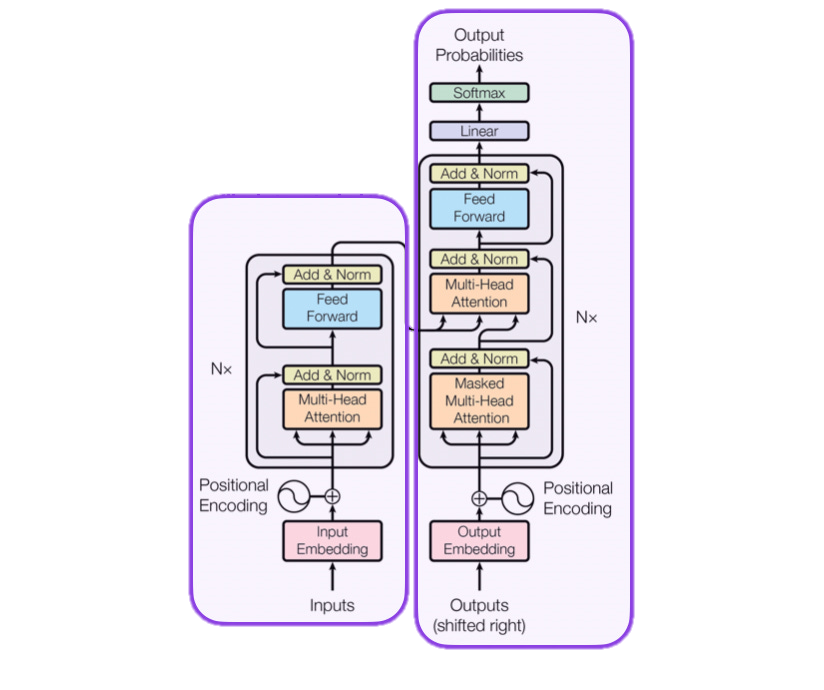 Output
Probabilities
Softmax
Linear
Add & Norm
Feed
Forward
Add & Norm
Multi-Head
Attention
Add & Norm
Masked
Multi-Head
Attention
N×
Positional
Encoding
Output
Embedding
Outputs
(shifted right)
Add & Norm
Feed
Forward
Add & Norm
Multi-Head
Attention
N×
Positional
Encoding
Input
Embedding
Inputs